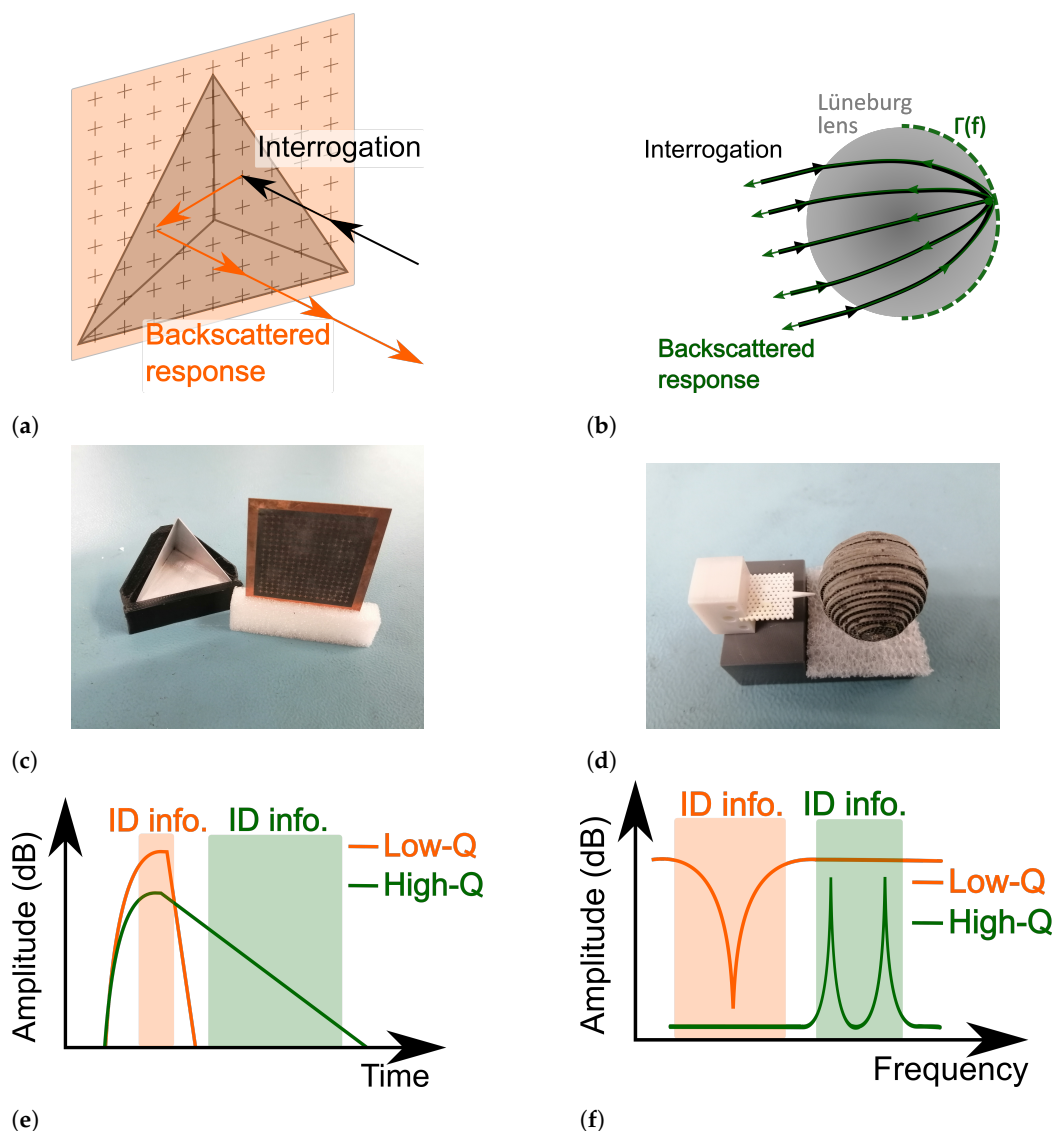 Interrogation
Backscattered
response
(a)
Lüneburg
lens
Γ(f)
Interrogation
Backscattered
response
(b)
(c)
(d)
Amplitude (dB)
ID info.
ID info.
Low-Q
High-Q
Time
(e)
Amplitude (dB)
ID info.
ID info.
Low-Q
High-Q
Frequency
(f)